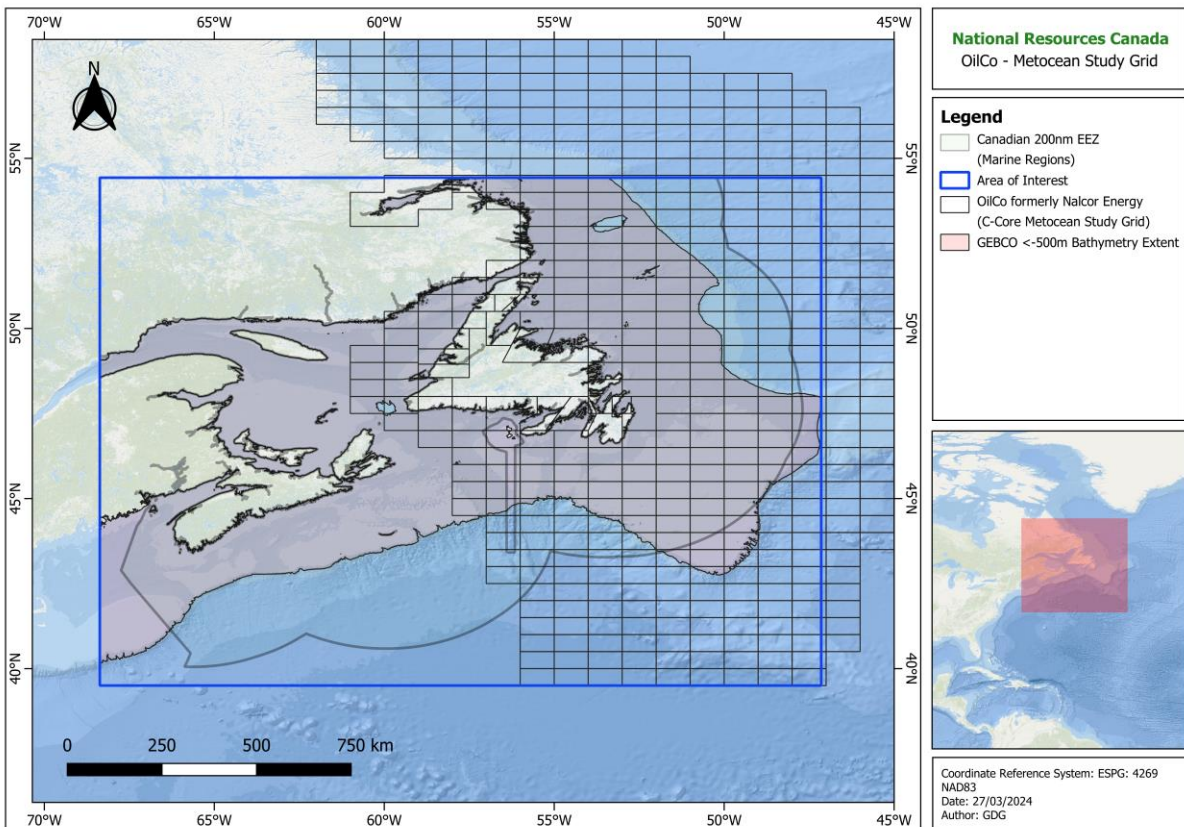 70°W 65°W 60°W 55°W 50°W 45°W
N
55°N 55°N
50°N 50°N
45°N 45°N
40°N 40°N
0 250 500 750 km
70°W 65°W 60°W 55°W 50°W 45°W
National Resources Canada
OilCo - Metocean Study Grid
Legend
Canadian 200nm EEZ
(Marine Regions)
Area of Interest
OilCo formerly Nalcor Energy
(C-Core Metocean Study Grid)
GEBCO <-500m Bathymetry Extent
Coordinate Reference System: ESPG: 4269
NAD83
Date: 27/03/2024
Author: GDG